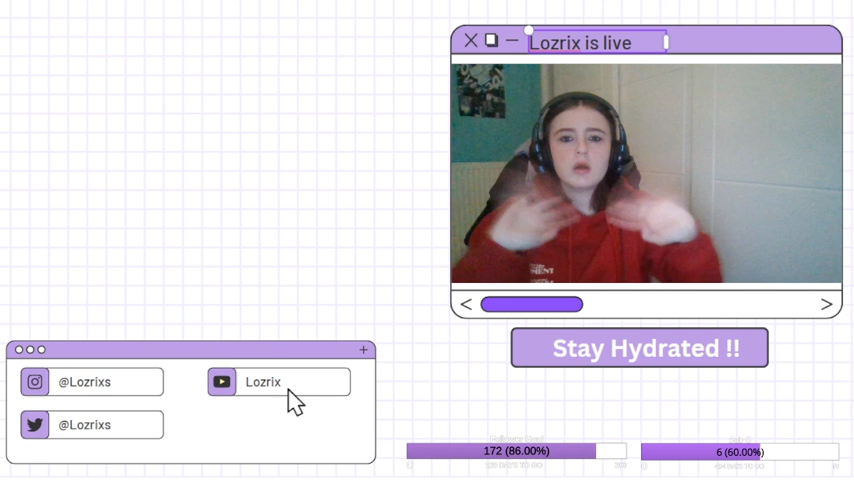 Lozrix is live
Stay Hydrated !!
@Lozrixs
Lozrix
@Lozrixs
172 (86.00%)
6 (60.00%)